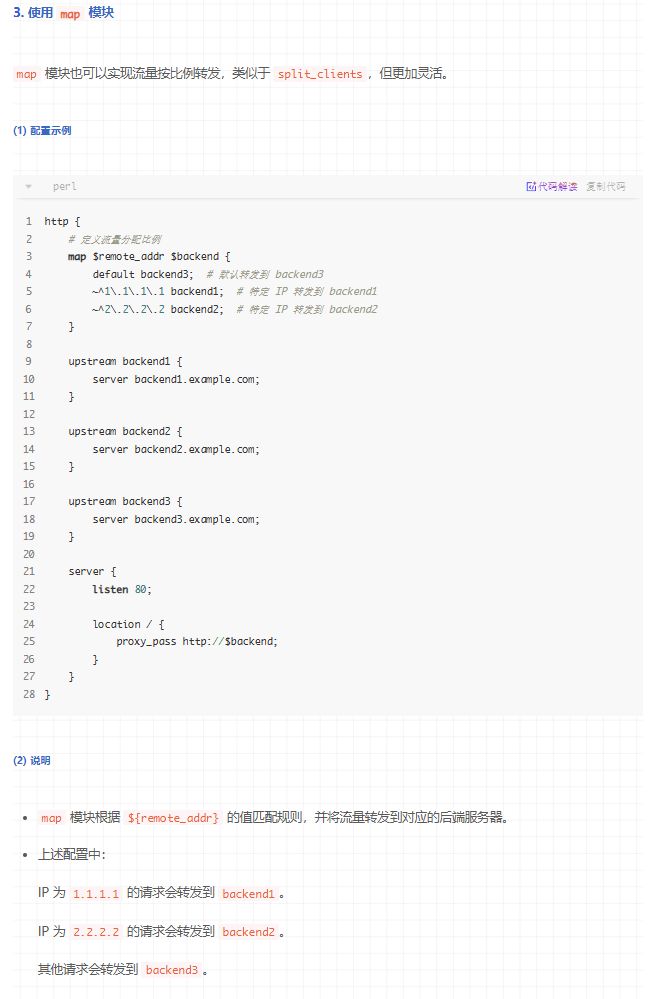 3. 使用 map 模块
map 模块也可以实现流量按比例转发，类似于 split_clients ，但更加灵活。
(1) 配置示例
perl
代码解读 复制代码
1 http {
2 # 定义流量分配比例
3 map $remote_addr $backend {
4 default backend3; # 默认转发到 backend3
5 ~^1\.1\.1\.1 backend1; # 特定 IP 转发到 backend1
6 ~^2\.2\.2\.2 backend2; # 特定 IP 转发到 backend2
7 }
8
9 upstream backend1 {
10 server backend1.example.com;
11 }
12
13 upstream backend2 {
14 server backend2.example.com;
15 }
16
17 upstream backend3 {
18 server backend3.example.com;
19 }
20
21 server {
22 listen 80;
23
24 location / {
25 proxy_pass http://$backend;
26 }
27 }
28 }
(2) 说明
• map 模块根据 ${remote_addr} 的值匹配规则，并将流量转发到对应的后端服务器。
• 上述配置中：
IP 为 1.1.1.1 的请求会转发到 backend1 。
IP 为 2.2.2.2 的请求会转发到 backend2 。
其他请求会转发到 backend3 。